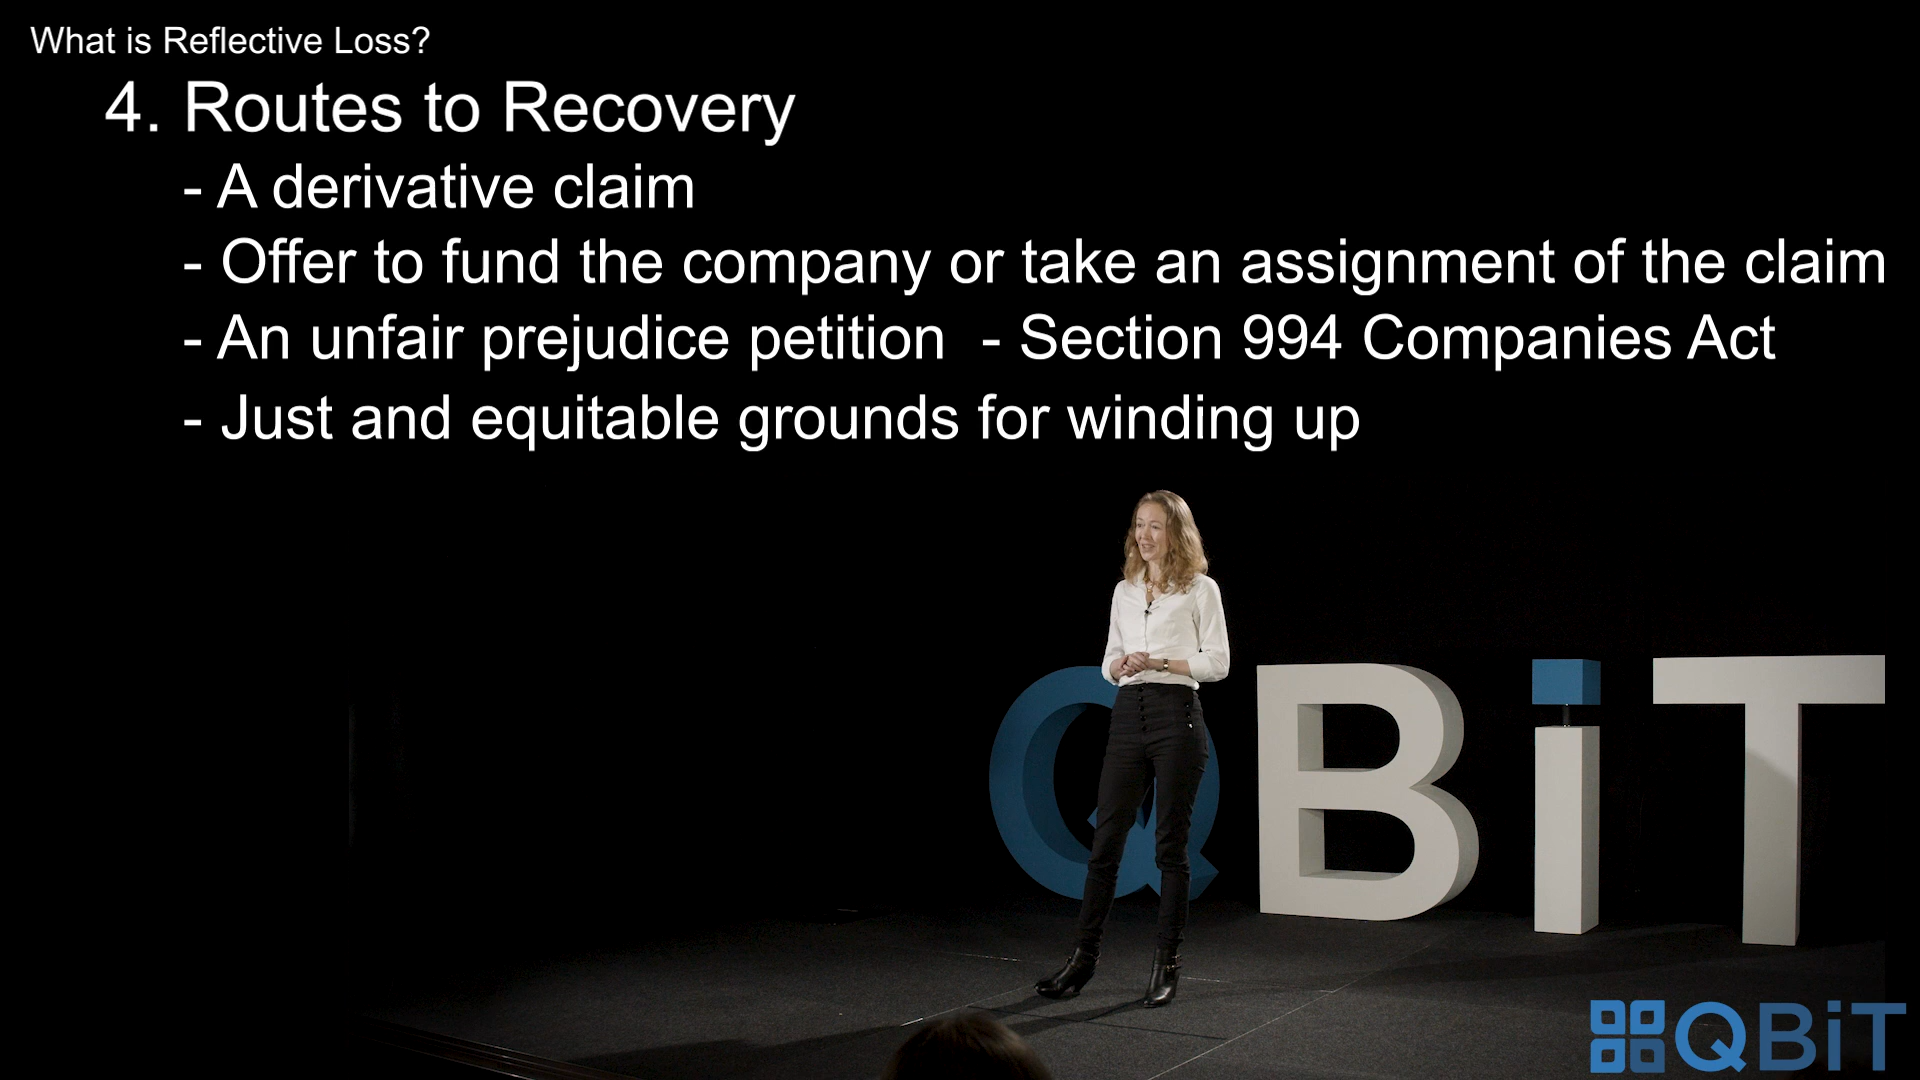 What is Reflective Loss?
4. Routes to Recovery
- A derivative claim
- Offer to fund the company or take an assignment of the claim
- An unfair prejudice petition - Section 994 Companies Act
- Just and equitable grounds for winding up
QBiT
QBiT